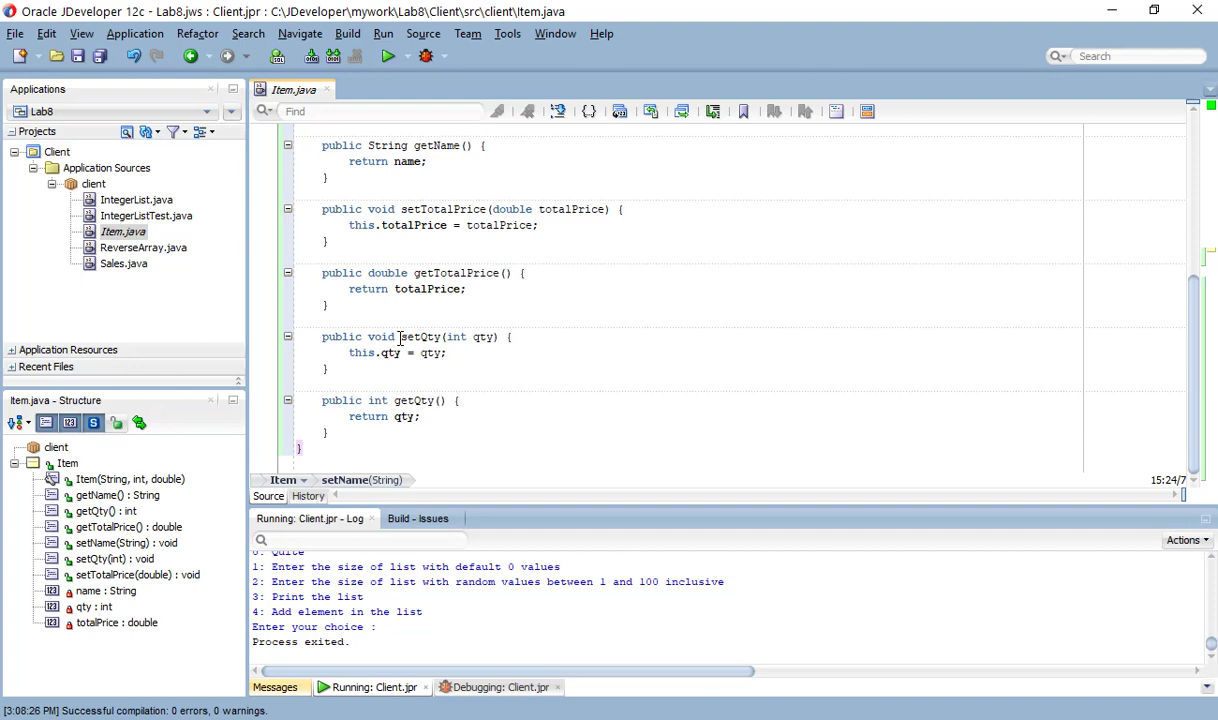 Oracle JDeveloper 12c - Lab8.jws : Client.jpr : C:\JDeveloper\mywork\Lab8\Client\src\client\Item.java
File Edit View Application Refactor Search Navigate Build Run Source Team Tools Window Help
Search
Applications
Lab8
Projects
Client
Application Sources
client
IntegerList.java
IntegerListTest.java
Item.java
ReverseArray.java
Sales.java
Application Resources
Recent Files
Item.java - Structure
client
Item
Item(String, int, double)
getName() : String
getQty() : int
getTotalPrice() : double
setName(String) : void
setQty(int) : void
setTotalPrice(double) : void
name : String
qty : int
totalPrice : double
Item.java
Find
public String getName() {
return name;
}
public void setTotalPrice(double totalPrice) {
this.totalPrice = totalPrice;
}
public double getTotalPrice() {
return totalPrice;
}
public void setQty(int qty) {
this.qty = qty;
}
public int getQty() {
return qty;
}
}
Item setName(String)
15:24/7
Source History
Running: Client.jpr - Log Build - Issues
Actions
0: Quite
1: Enter the size of list with default 0 values
2: Enter the size of list with random values between 1 and 100 inclusive
3: Print the list
4: Add element in the list
Enter your choice :
Process exited.
Messages Running: Client.jpr Debugging: Client.jpr
[3:08:26 PM] Successful compilation: 0 errors, 0 warnings.